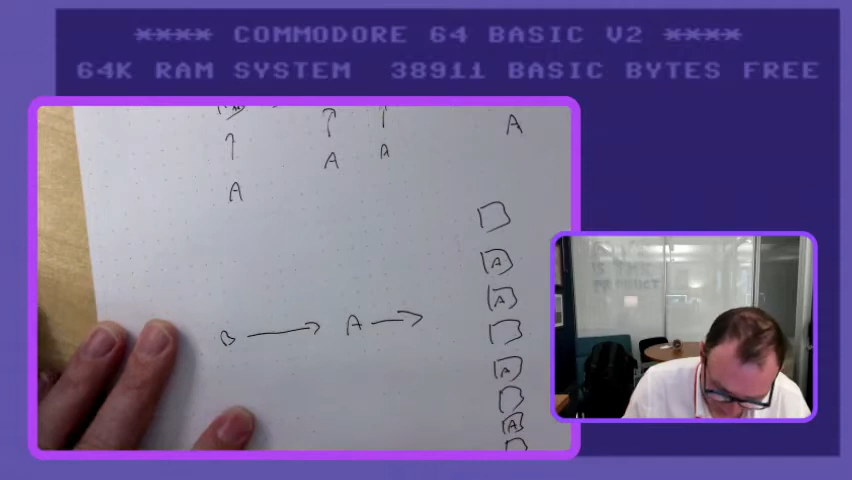 **** COMMODORE 64 BASIC V2 ****
64K RAM SYSTEM 38911 BASIC BYTES FREE
A
A A
A
A
A
B → A →
A
A